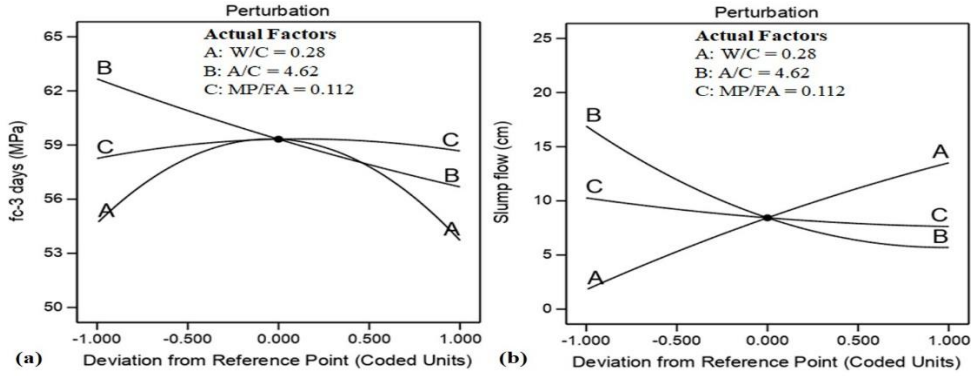 Perturbation
65
62
59
56
53
50
fc-3 days (MPa)
Actual Factors
A: W/C = 0.28
B: A/C = 4.62
C: MP/FA = 0.112
B
C
A
C
B
A
-1.000
-0.500
0.000
0.500
1.000
(a)
Deviation from Reference Point (Coded Units)
Perturbation
25
20
15
10
5
0
Slump flow (cm)
Actual Factors
A: W/C = 0.28
B: A/C = 4.62
C: MP/FA = 0.112
B
C
A
A
C
B
-1.000
-0.500
0.000
0.500
1.000
(b)
Deviation from Reference Point (Coded Units)